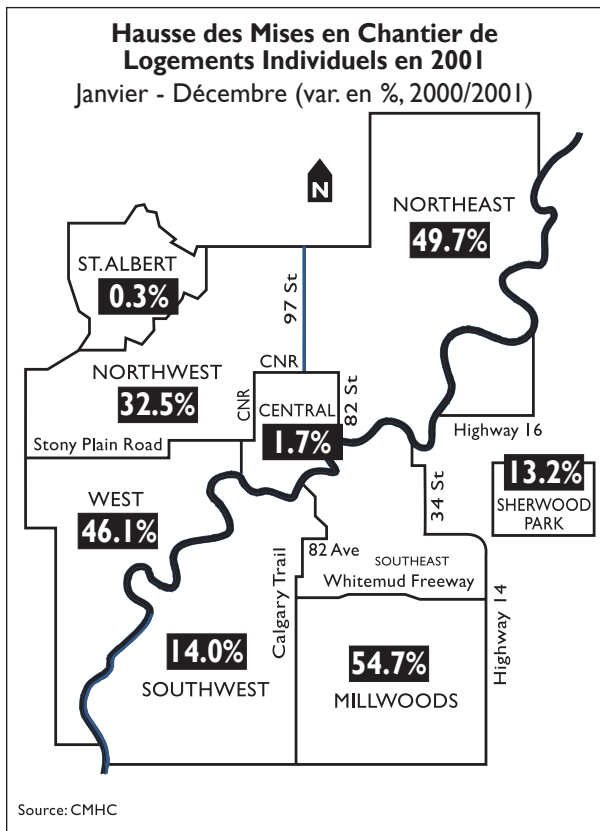 Hausse des Mises en Chantier de
Logements Individuels en 2001
Janvier - Décembre (var. en %, 2000/2001)
N
NORTHEAST
49.7%
ST. ALBERT
0.3%
97 St
NORTHWEST
32.5%
CNR
CNR
82 St
CENTRAL
1.7%
Stony Plain Road
Highway 16
34 St
13.2%
SHERWOOD
PARK
WEST
46.1%
82 Ave
SOUTHEAST
Whitemud Freeway
Calgary Trail
Highway 14
14.0%
SOUTHWEST
54.7%
MILLWOODS
Source: CMHC